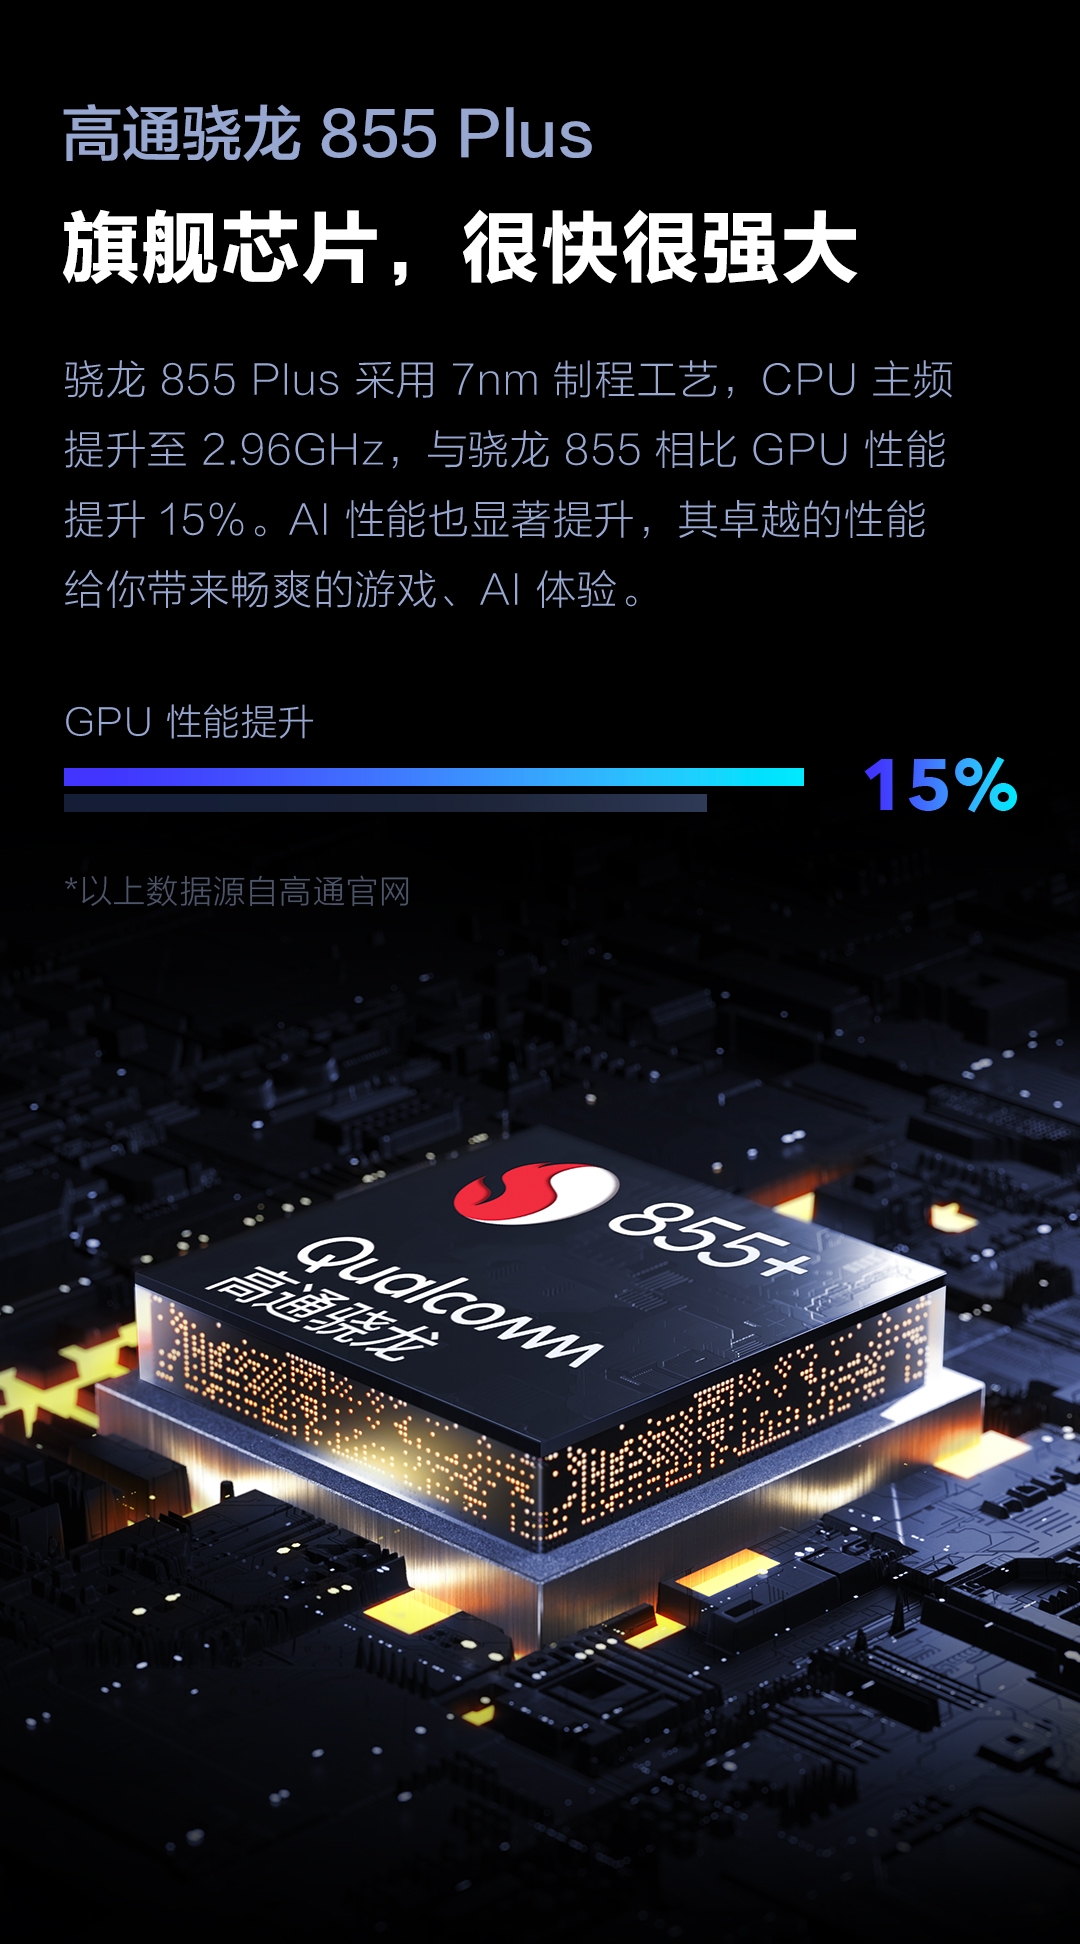 高通骁龙 855 Plus
旗舰芯片，很快很强大
骁龙 855 Plus 采用 7nm 制程工艺，CPU 主频
提升至 2.96GHz，与骁龙 855 相比 GPU 性能
提升 15%。AI 性能也显著提升，其卓越的性能
给你带来畅爽的游戏、AI 体验。
GPU 性能提升
15%
*以上数据源自高通官网
855+
Qualcomm
高通骁龙